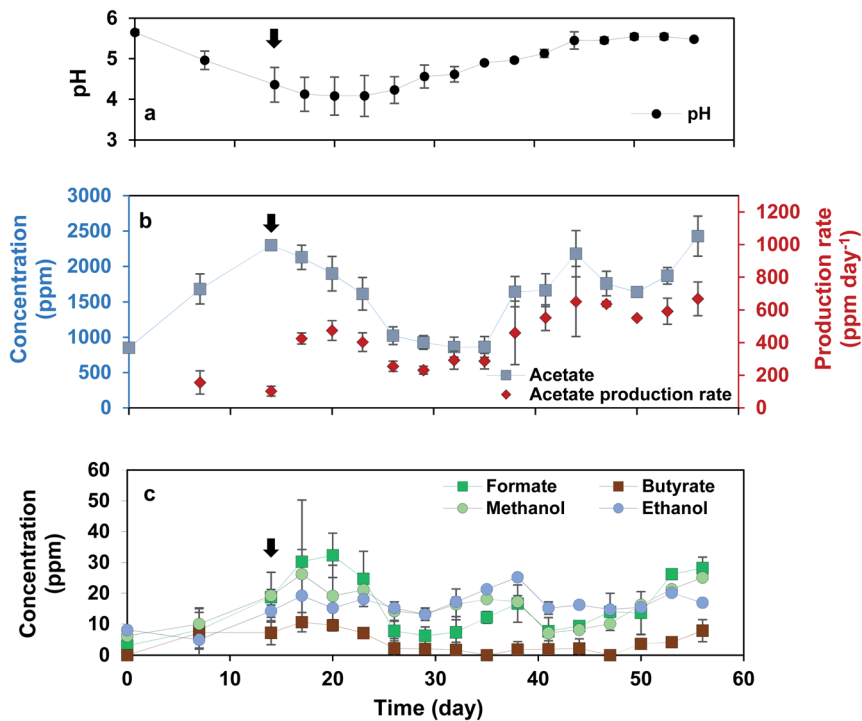 6
5
4
3
pH
a
pH
3000
2500
2000
1500
1000
500
0
Concentration
(ppm)
b
Acetate
Acetate production rate
1200
1000
800
600
400
200
0
Production rate
(ppm day⁻¹)
60
50
40
30
20
10
0
Concentration
(ppm)
c
Formate
Butyrate
Methanol
Ethanol
0
10
20
30
40
50
60
Time (day)